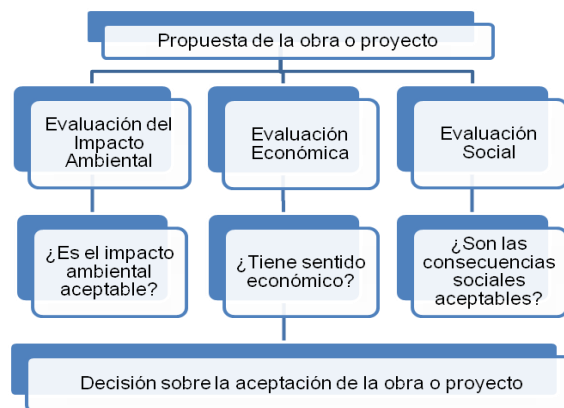 Propuesta de la obra o proyecto
Evaluación del
Impacto
Ambiental
Evaluación
Económica
Evaluación
Social
¿Es el impacto
ambiental
aceptable?
¿Tiene sentido
económico?
¿Son las
consecuencias
sociales
aceptables?
Decisión sobre la aceptación de la obra o proyecto